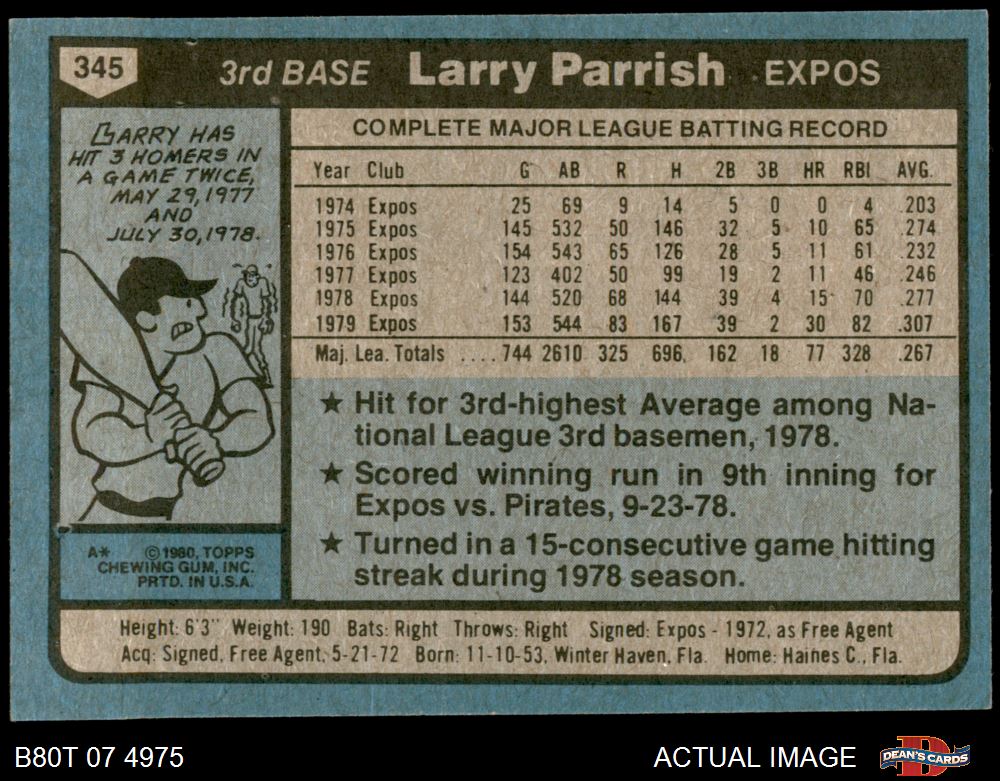 345 3rd BASE Larry Parrish EXPOS
LARRY HAS
HIT 3 HOMERS IN
A GAME TWICE,
MAY 29, 1977
AND
JULY 30, 1978.
A* © 1980, TOPPS
CHEWING GUM, INC.
PRTD. IN U.S.A.
COMPLETE MAJOR LEAGUE BATTING RECORD
Year Club G AB R H 2B 3B HR RBI AVG.
1974 Expos 25 69 9 14 5 0 0 4 .203
1975 Expos 145 532 50 146 32 5 10 65 .274
1976 Expos 154 543 65 126 28 5 11 61 .232
1977 Expos 123 402 50 99 19 2 11 46 .246
1978 Expos 144 520 68 144 39 4 15 70 .277
1979 Expos 153 544 83 167 39 2 30 82 .307
Maj. Lea. Totals ....744 2610 325 696 162 18 77 328 .267
★ Hit for 3rd-highest Average among Na-
tional League 3rd basemen, 1978.
★ Scored winning run in 9th inning for
Expos vs. Pirates, 9-23-78.
★ Turned in a 15-consecutive game hitting
streak during 1978 season.
Height: 6'3" Weight: 190 Bats: Right Throws: Right Signed: Expos - 1972, as Free Agent
Acq: Signed, Free Agent, 5-21-72 Born: 11-10-53, Winter Haven, Fla. Home: Haines C., Fla.
B80T 07 4975 ACTUAL IMAGE DEAN'S CARDS